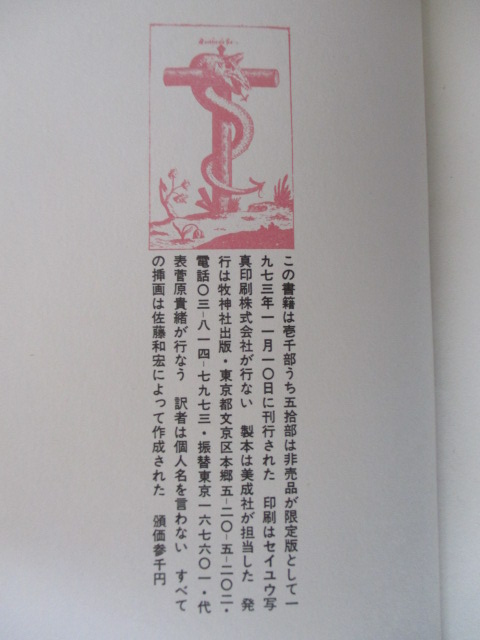 この書籍は壱千部うち五拾部は非売品が限定版として一
九七三年一一月一〇日に刊行された　印刷はセイユウ写
真印刷株式会社が行ない　製本は美成社が担当した　発
行は牧神社出版・東京都文京区本郷五-二〇-五-二〇二・
電話〇三-八一四-七九七三・振替東京一六七六〇一・代
表菅原貴緒が行なう　訳者は個人名を言わない　すべて
の挿画は佐藤和宏によって作成された　頒価参千円